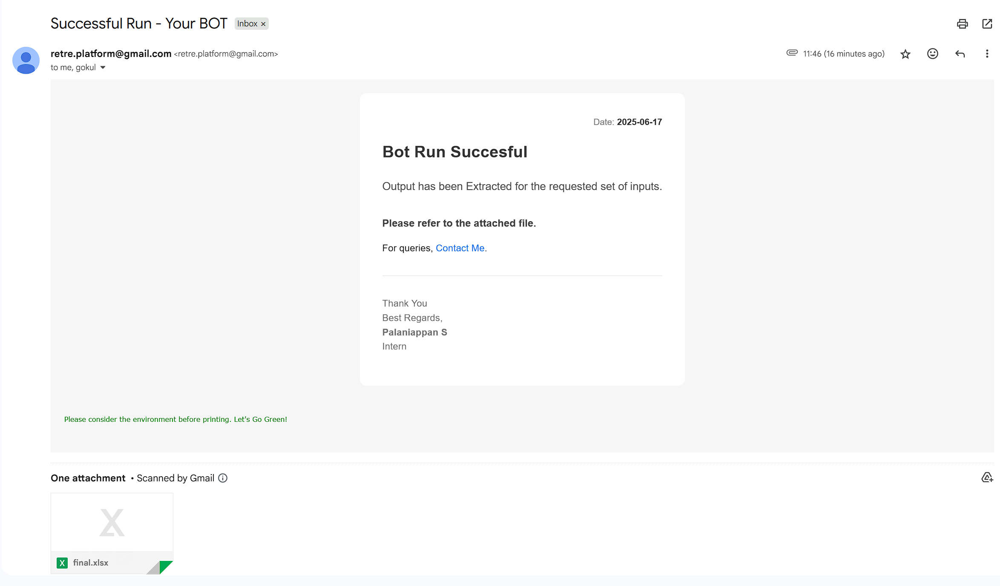 Successful Run - Your BOT Inbox ×
retre.platform@gmail.com <retre.platform@gmail.com> 11:46 (16 minutes ago)
to me, gokul
Date: 2025-06-17
Bot Run Succesful
Output has been Extracted for the requested set of inputs.
Please refer to the attached file.
For queries, Contact Me.
Thank You
Best Regards,
Palaniappan S
Intern
Please consider the environment before printing. Let's Go Green!
One attachment • Scanned by Gmail
X
X final.xlsx